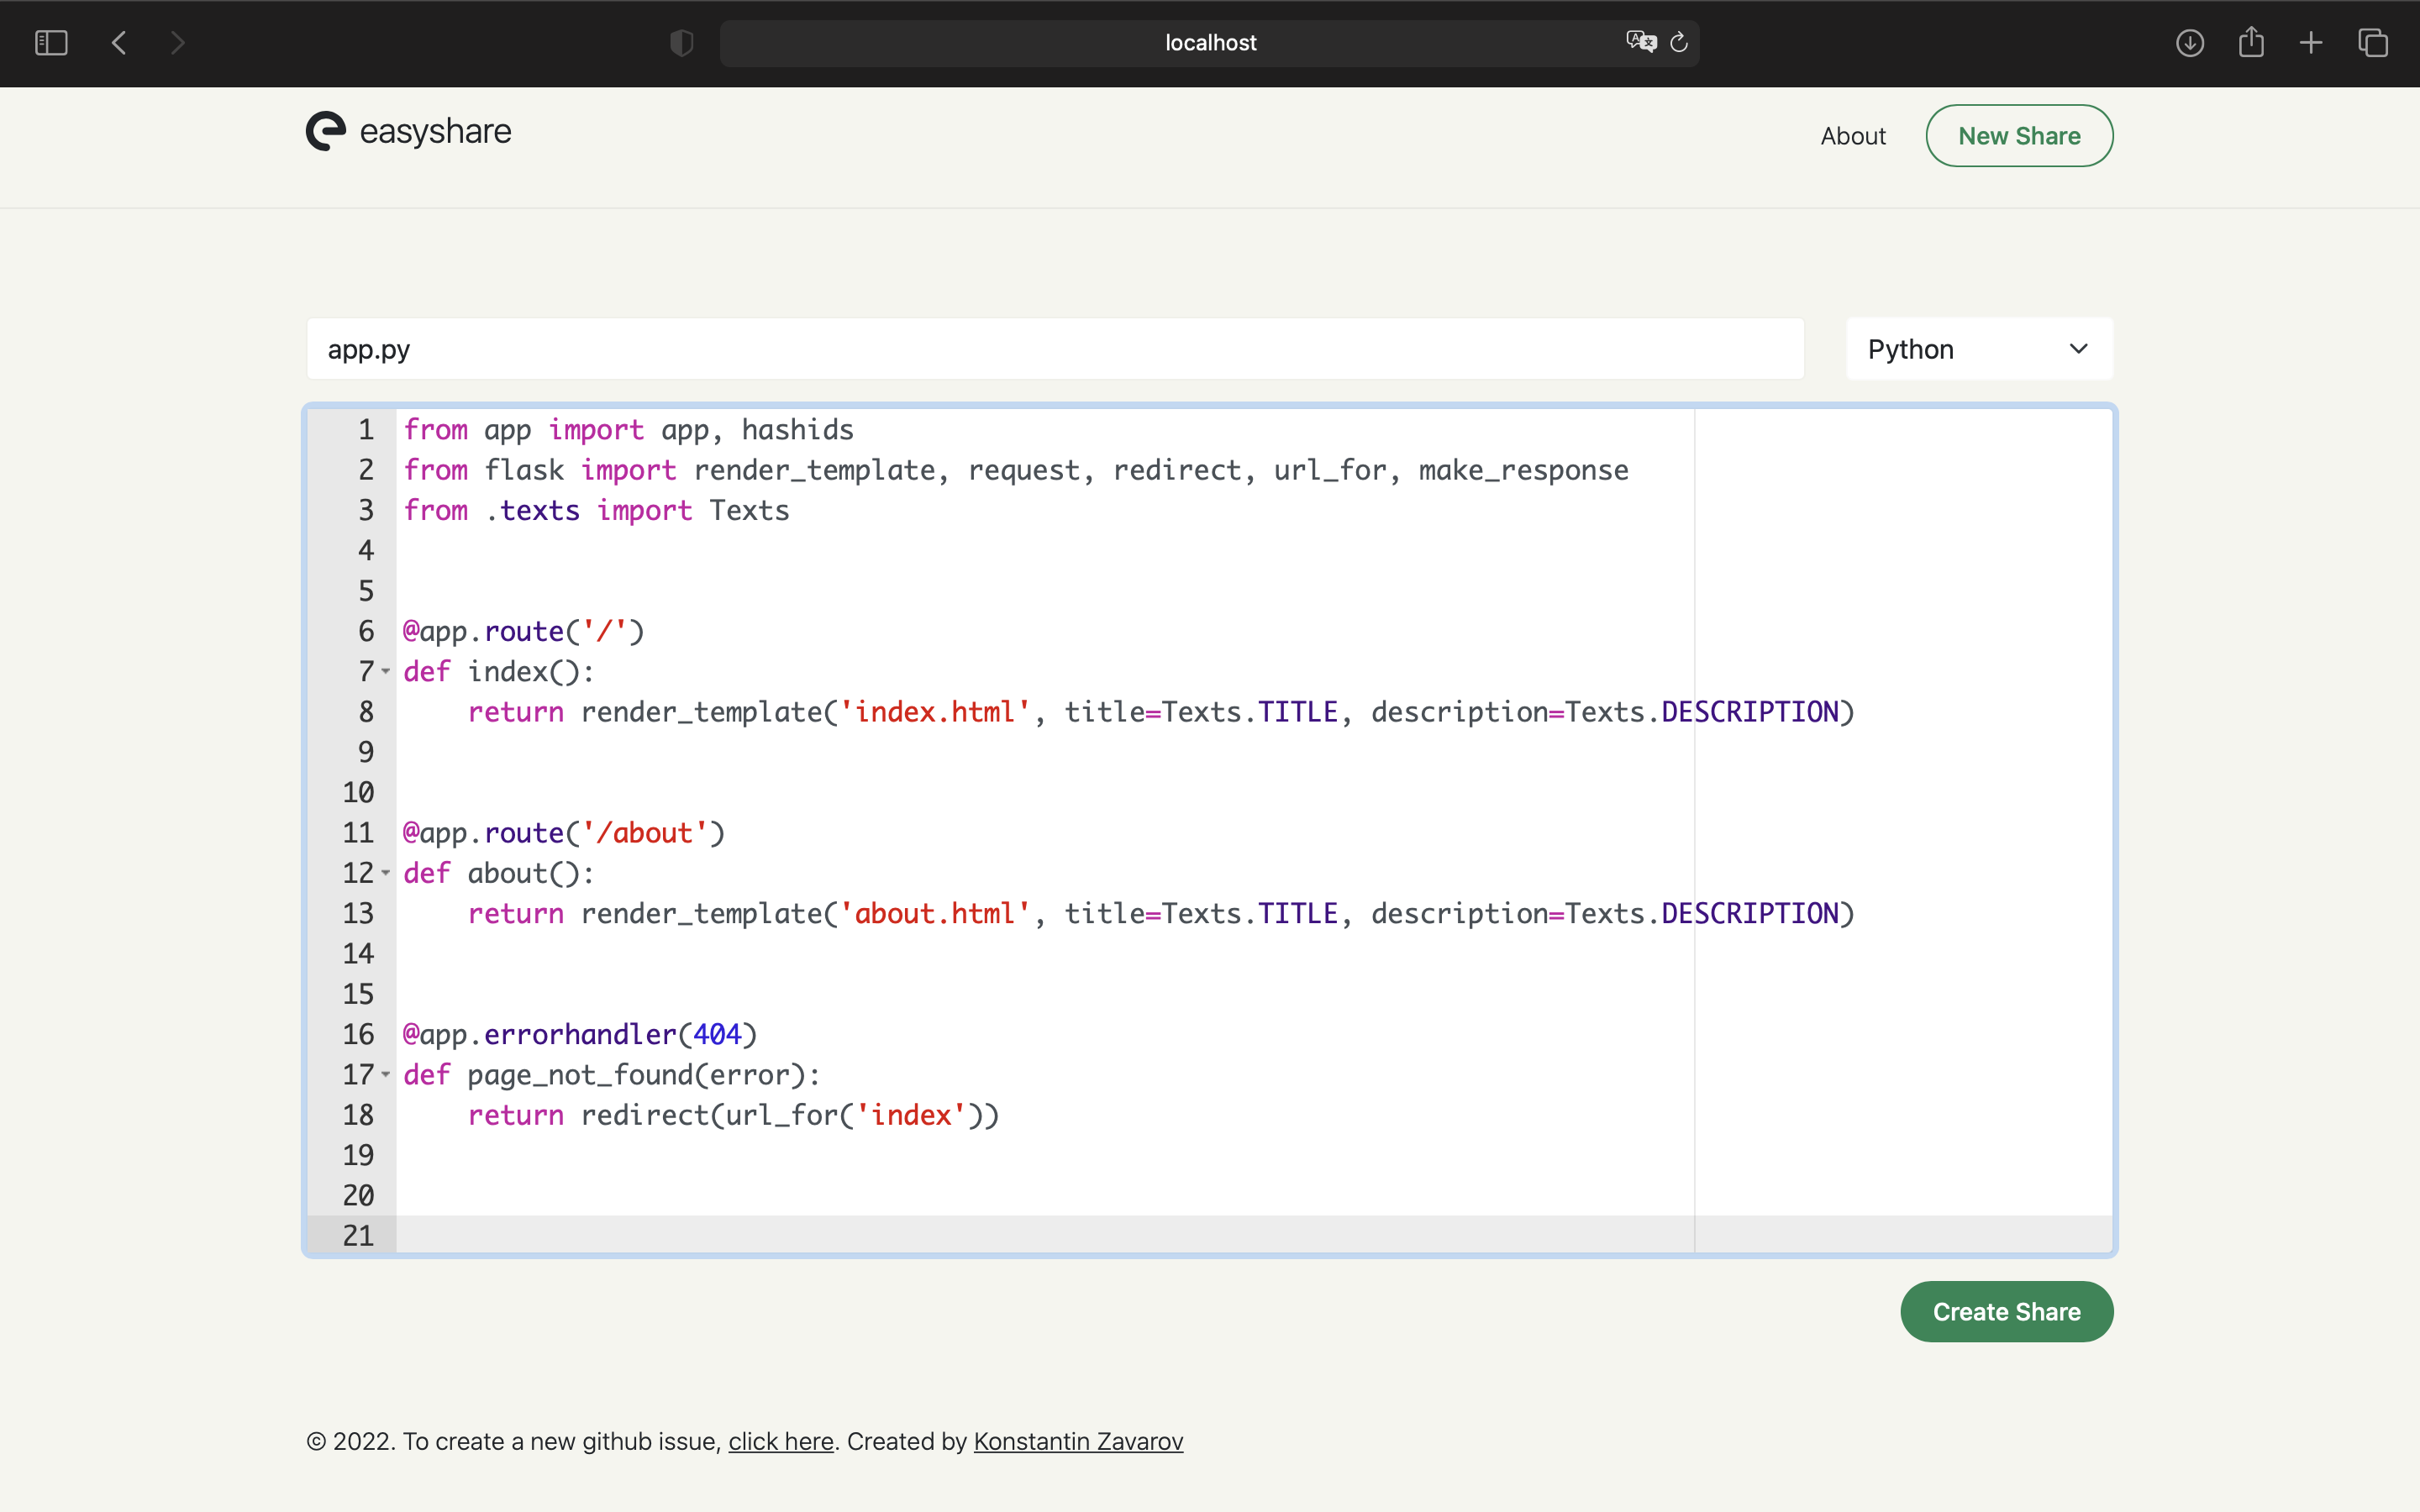 localhost
easyshare
About
New Share
app.py
Python
1 from app import app, hashids
2 from flask import render_template, request, redirect, url_for, make_response
3 from .texts import Texts
4
5
6 @app.route('/')
7 def index():
8     return render_template('index.html', title=Texts.TITLE, description=Texts.DESCRIPTION)
9
10
11 @app.route('/about')
12 def about():
13     return render_template('about.html', title=Texts.TITLE, description=Texts.DESCRIPTION)
14
15
16 @app.errorhandler(404)
17 def page_not_found(error):
18     return redirect(url_for('index'))
19
20
21
Create Share
© 2022. To create a new github issue, click here. Created by Konstantin Zavarov